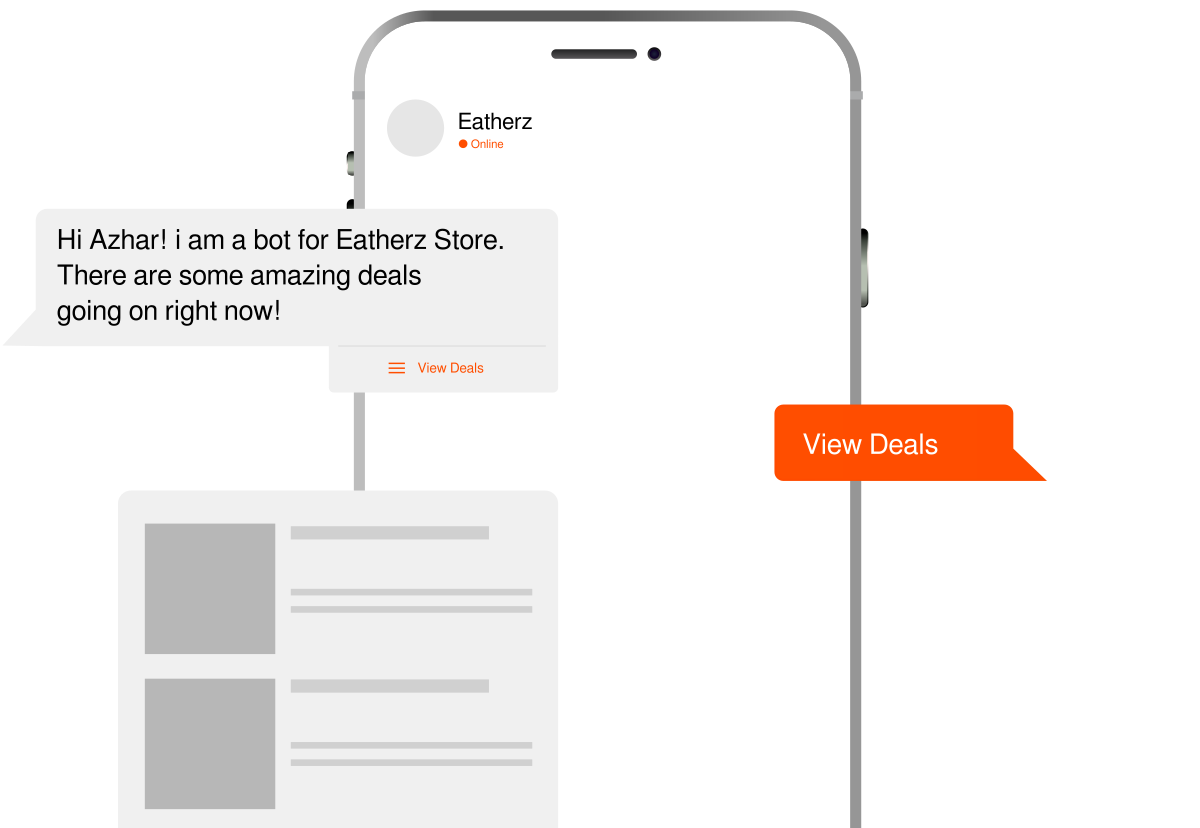 Eatherz
Online
Hi Azhar! i am a bot for Eatherz Store.
There are some amazing deals
going on right now!
View Deals
View Deals